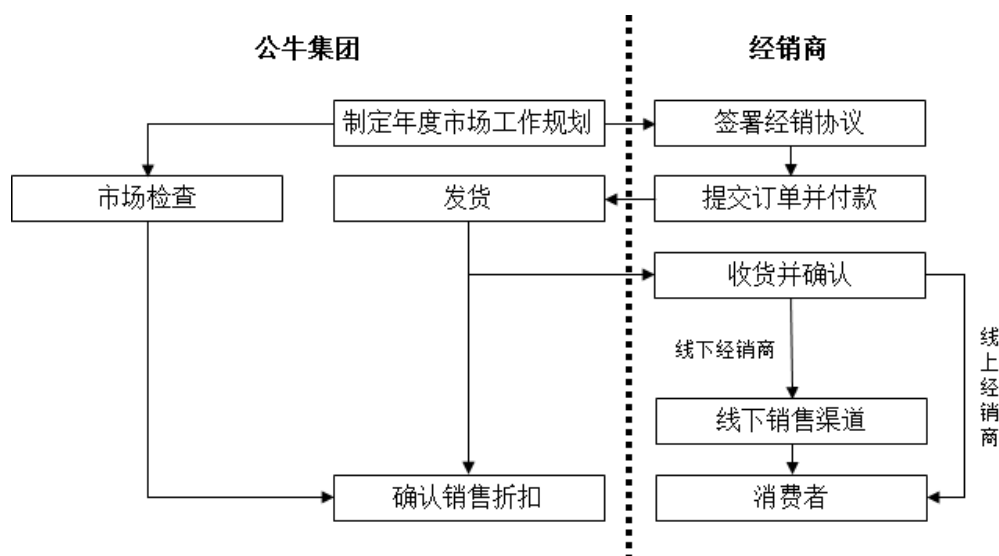 公牛集团
经销商
制定年度市场工作规划
签署经销协议
市场检查
发货
提交订单并付款
收货并确认
线下经销商
线上经销商
线下销售渠道
确认销售折扣
消费者